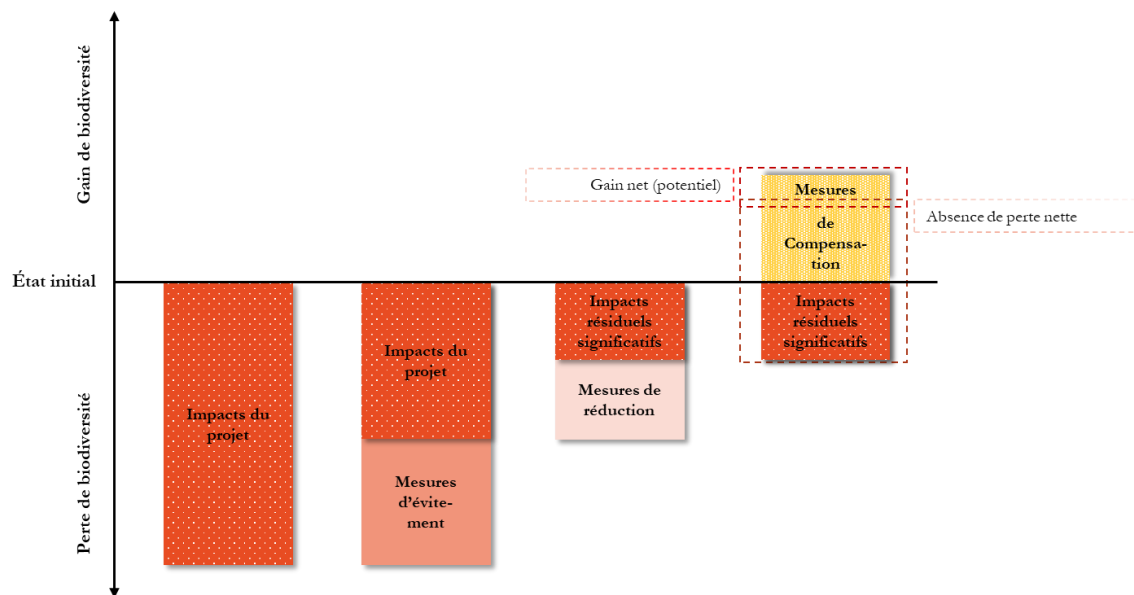 Gain de biodiversité
Gain net (potentiel)
Mesures
de
Compensa-
tion
Absence de perte nette
État initial
Impacts du
projet
Impacts du
projet
Mesures
d'évite-
ment
Impacts
résiduels
significatifs
Mesures de
réduction
Impacts
résiduels
significatifs
Perte de biodiversité